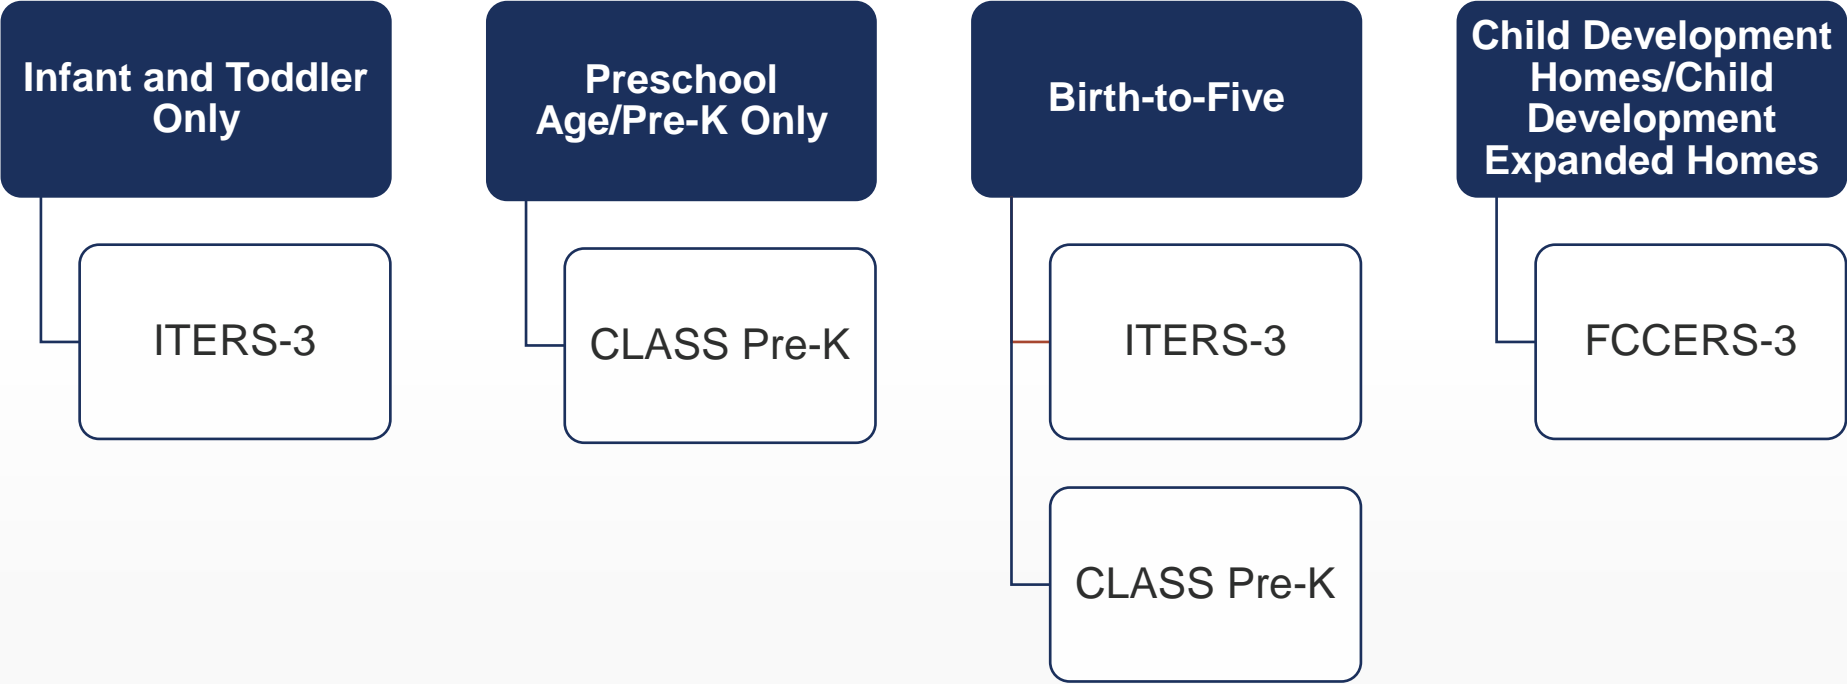 Infant and Toddler
Only
ITERS-3
Preschool
Age/Pre-K Only
CLASS Pre-K
Birth-to-Five
ITERS-3
CLASS Pre-K
Child Development
Homes/Child
Development
Expanded Homes
FCCERS-3